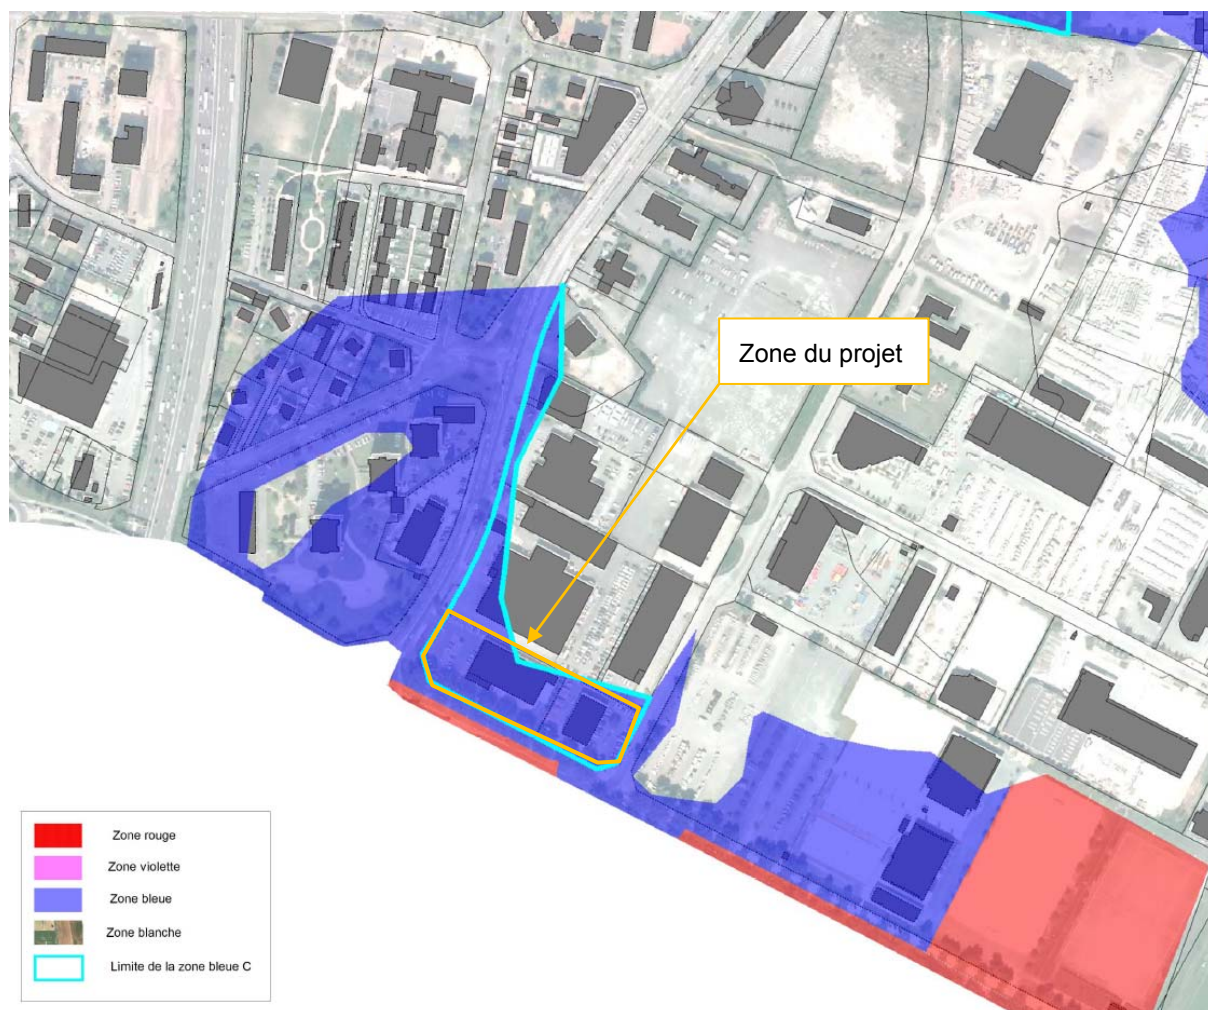 Zone du projet
Zone rouge
Zone violette
Zone bleue
Zone blanche
Limite de la zone bleue C